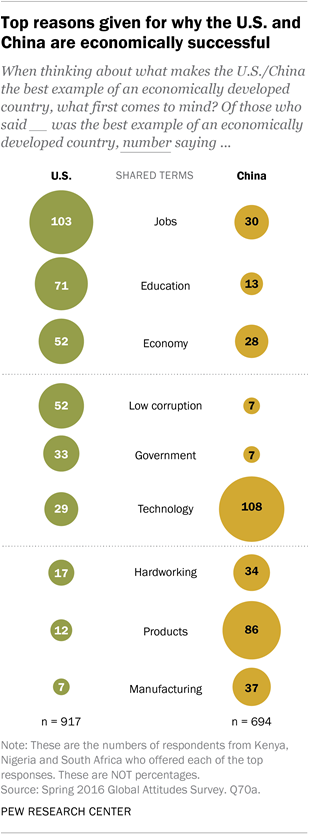 Top reasons given for why the U.S. and
China are economically successful
When thinking about what makes the U.S./China
the best example of an economically developed
country, what first comes to mind? Of those who
said __ was the best example of an economically
developed country, number saying ...
U.S. SHARED TERMS China
103 Jobs 30
71 Education 13
52 Economy 28
52 Low corruption 7
33 Government 7
29 Technology 108
17 Hardworking 34
12 Products 86
7 Manufacturing 37
n = 917 n = 694
Note: These are the numbers of respondents from Kenya,
Nigeria and South Africa who offered each of the top
responses. These are NOT percentages.
Source: Spring 2016 Global Attitudes Survey. Q70a.
PEW RESEARCH CENTER